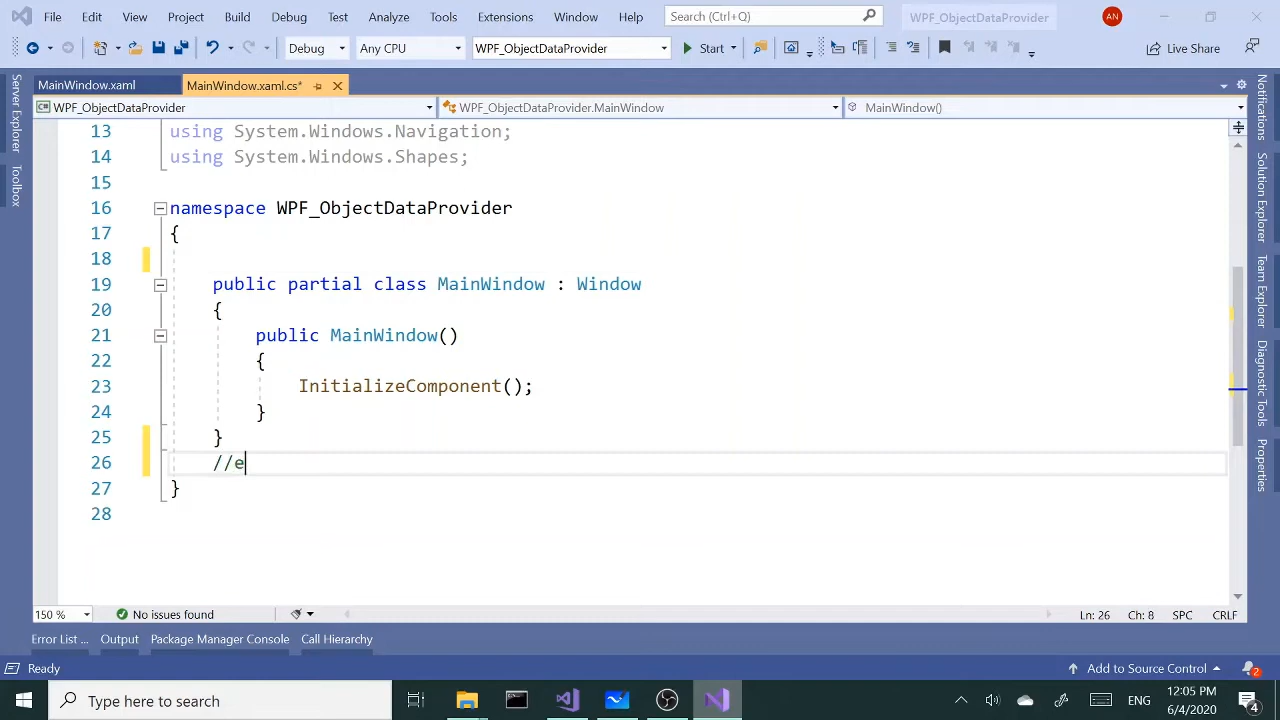 File Edit View Project Build Debug Test Analyze Tools Extensions Window Help Search (Ctrl+Q) WPF_ObjectDataProvider AN
Debug Any CPU WPF_ObjectDataProvider Start Live Share
MainWindow.xaml MainWindow.xaml.cs*
WPF_ObjectDataProvider WPF_ObjectDataProvider.MainWindow MainWindow()
Server Explorer
Toolbox
13 using System.Windows.Navigation;
14 using System.Windows.Shapes;
15
16 namespace WPF_ObjectDataProvider
17 {
18
19 public partial class MainWindow : Window
20 {
21 public MainWindow()
22 {
23 InitializeComponent();
24 }
25 }
26 //e
27 }
28
Notifications
Solution Explorer
Team Explorer
Diagnostic Tools
Properties
150 % No issues found Ln: 26 Ch: 8 SPC CRLF
Error List ... Output Package Manager Console Call Hierarchy
Ready Add to Source Control 2
Type here to search ENG 12:05 PM 6/4/2020 4